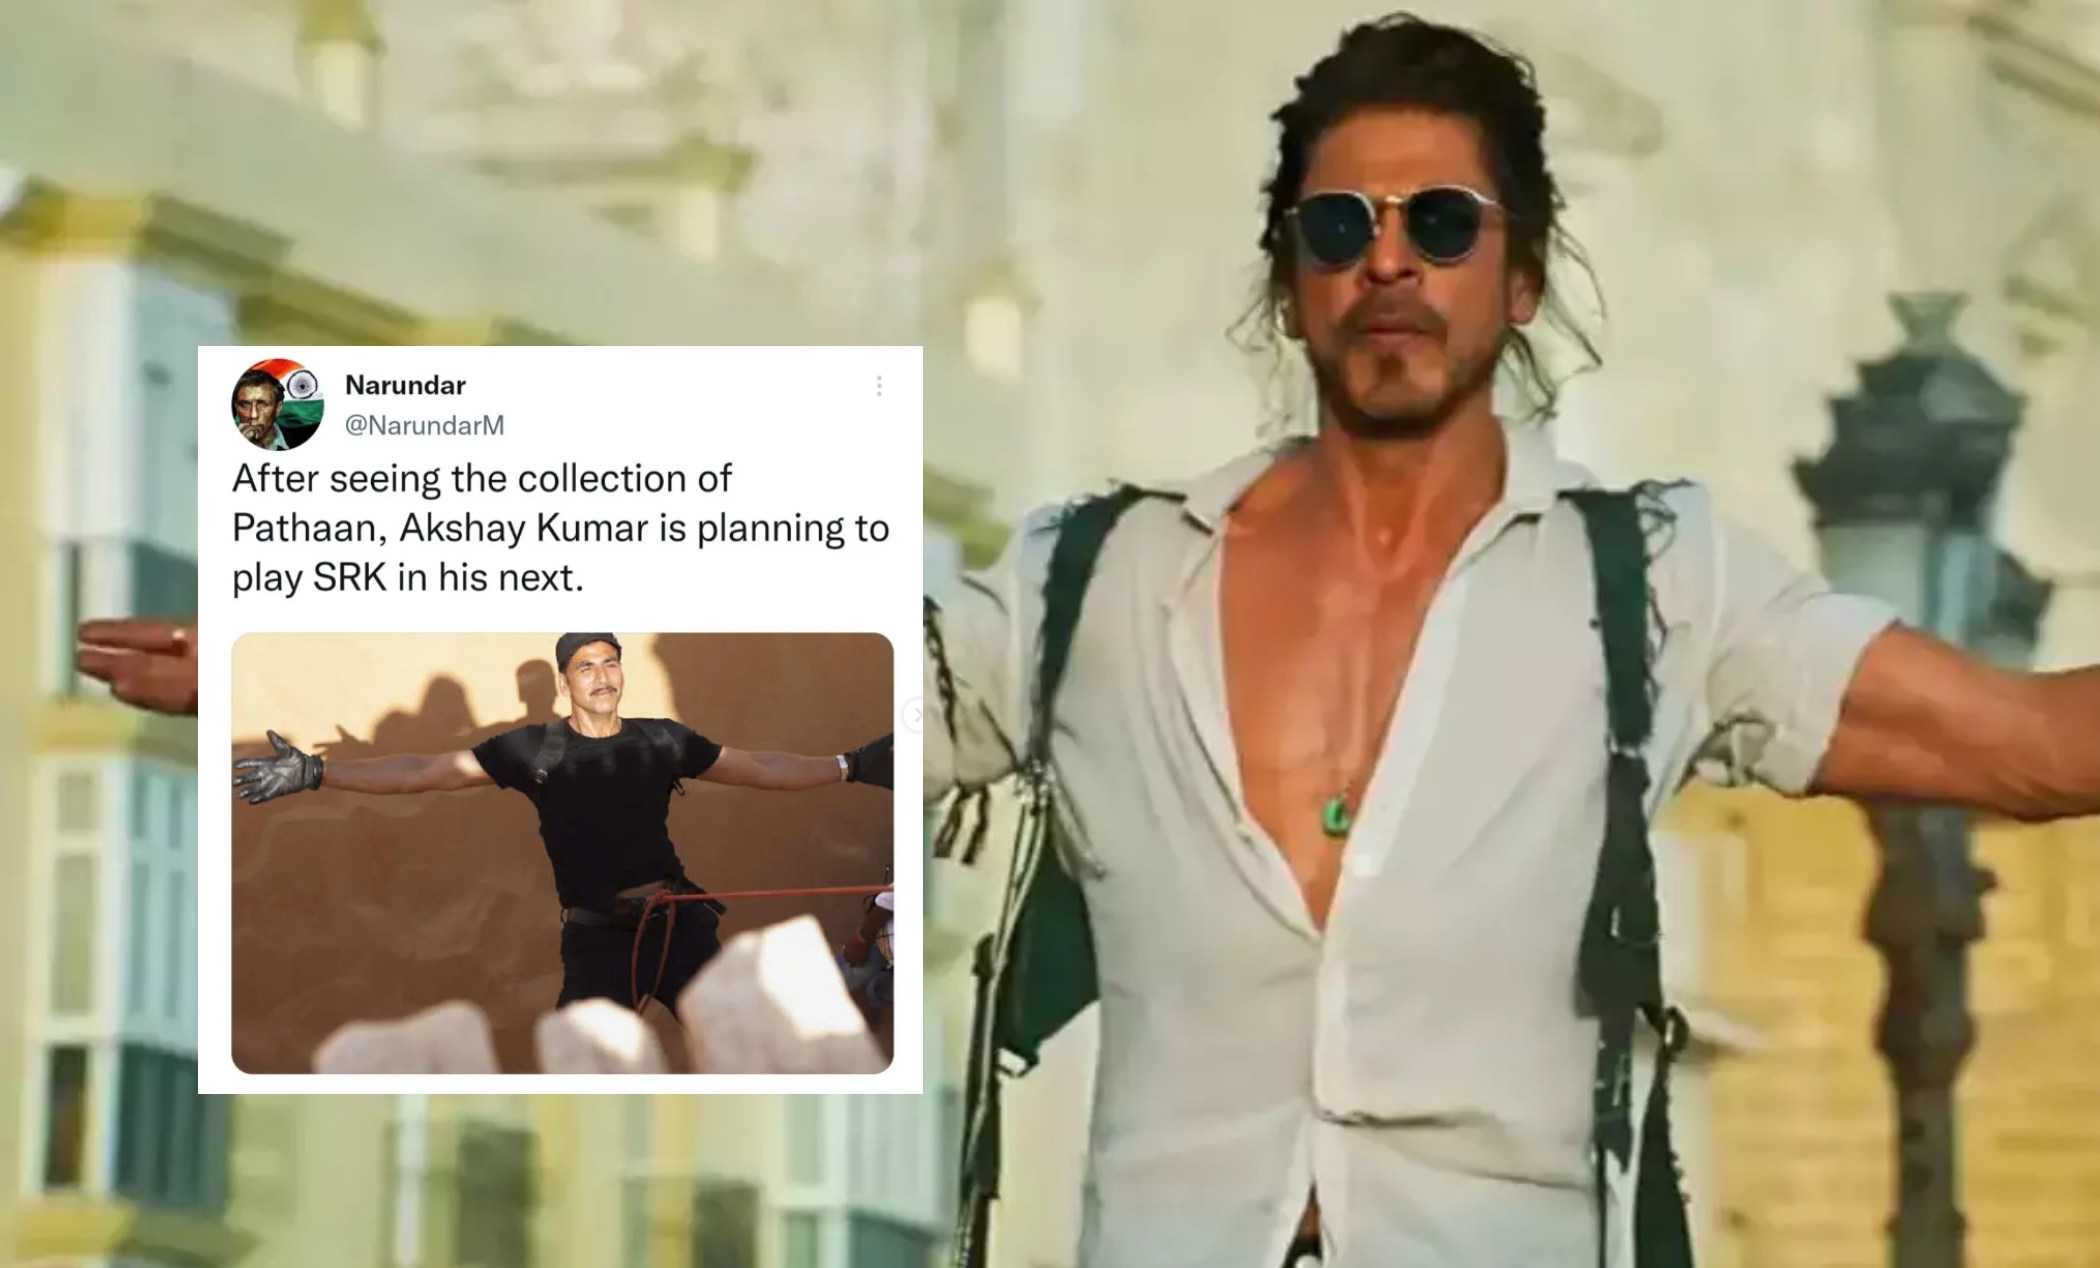 Narundar
@NarundarM
After seeing the collection of
Pathaan, Akshay Kumar is planning to
play SRK in his next.